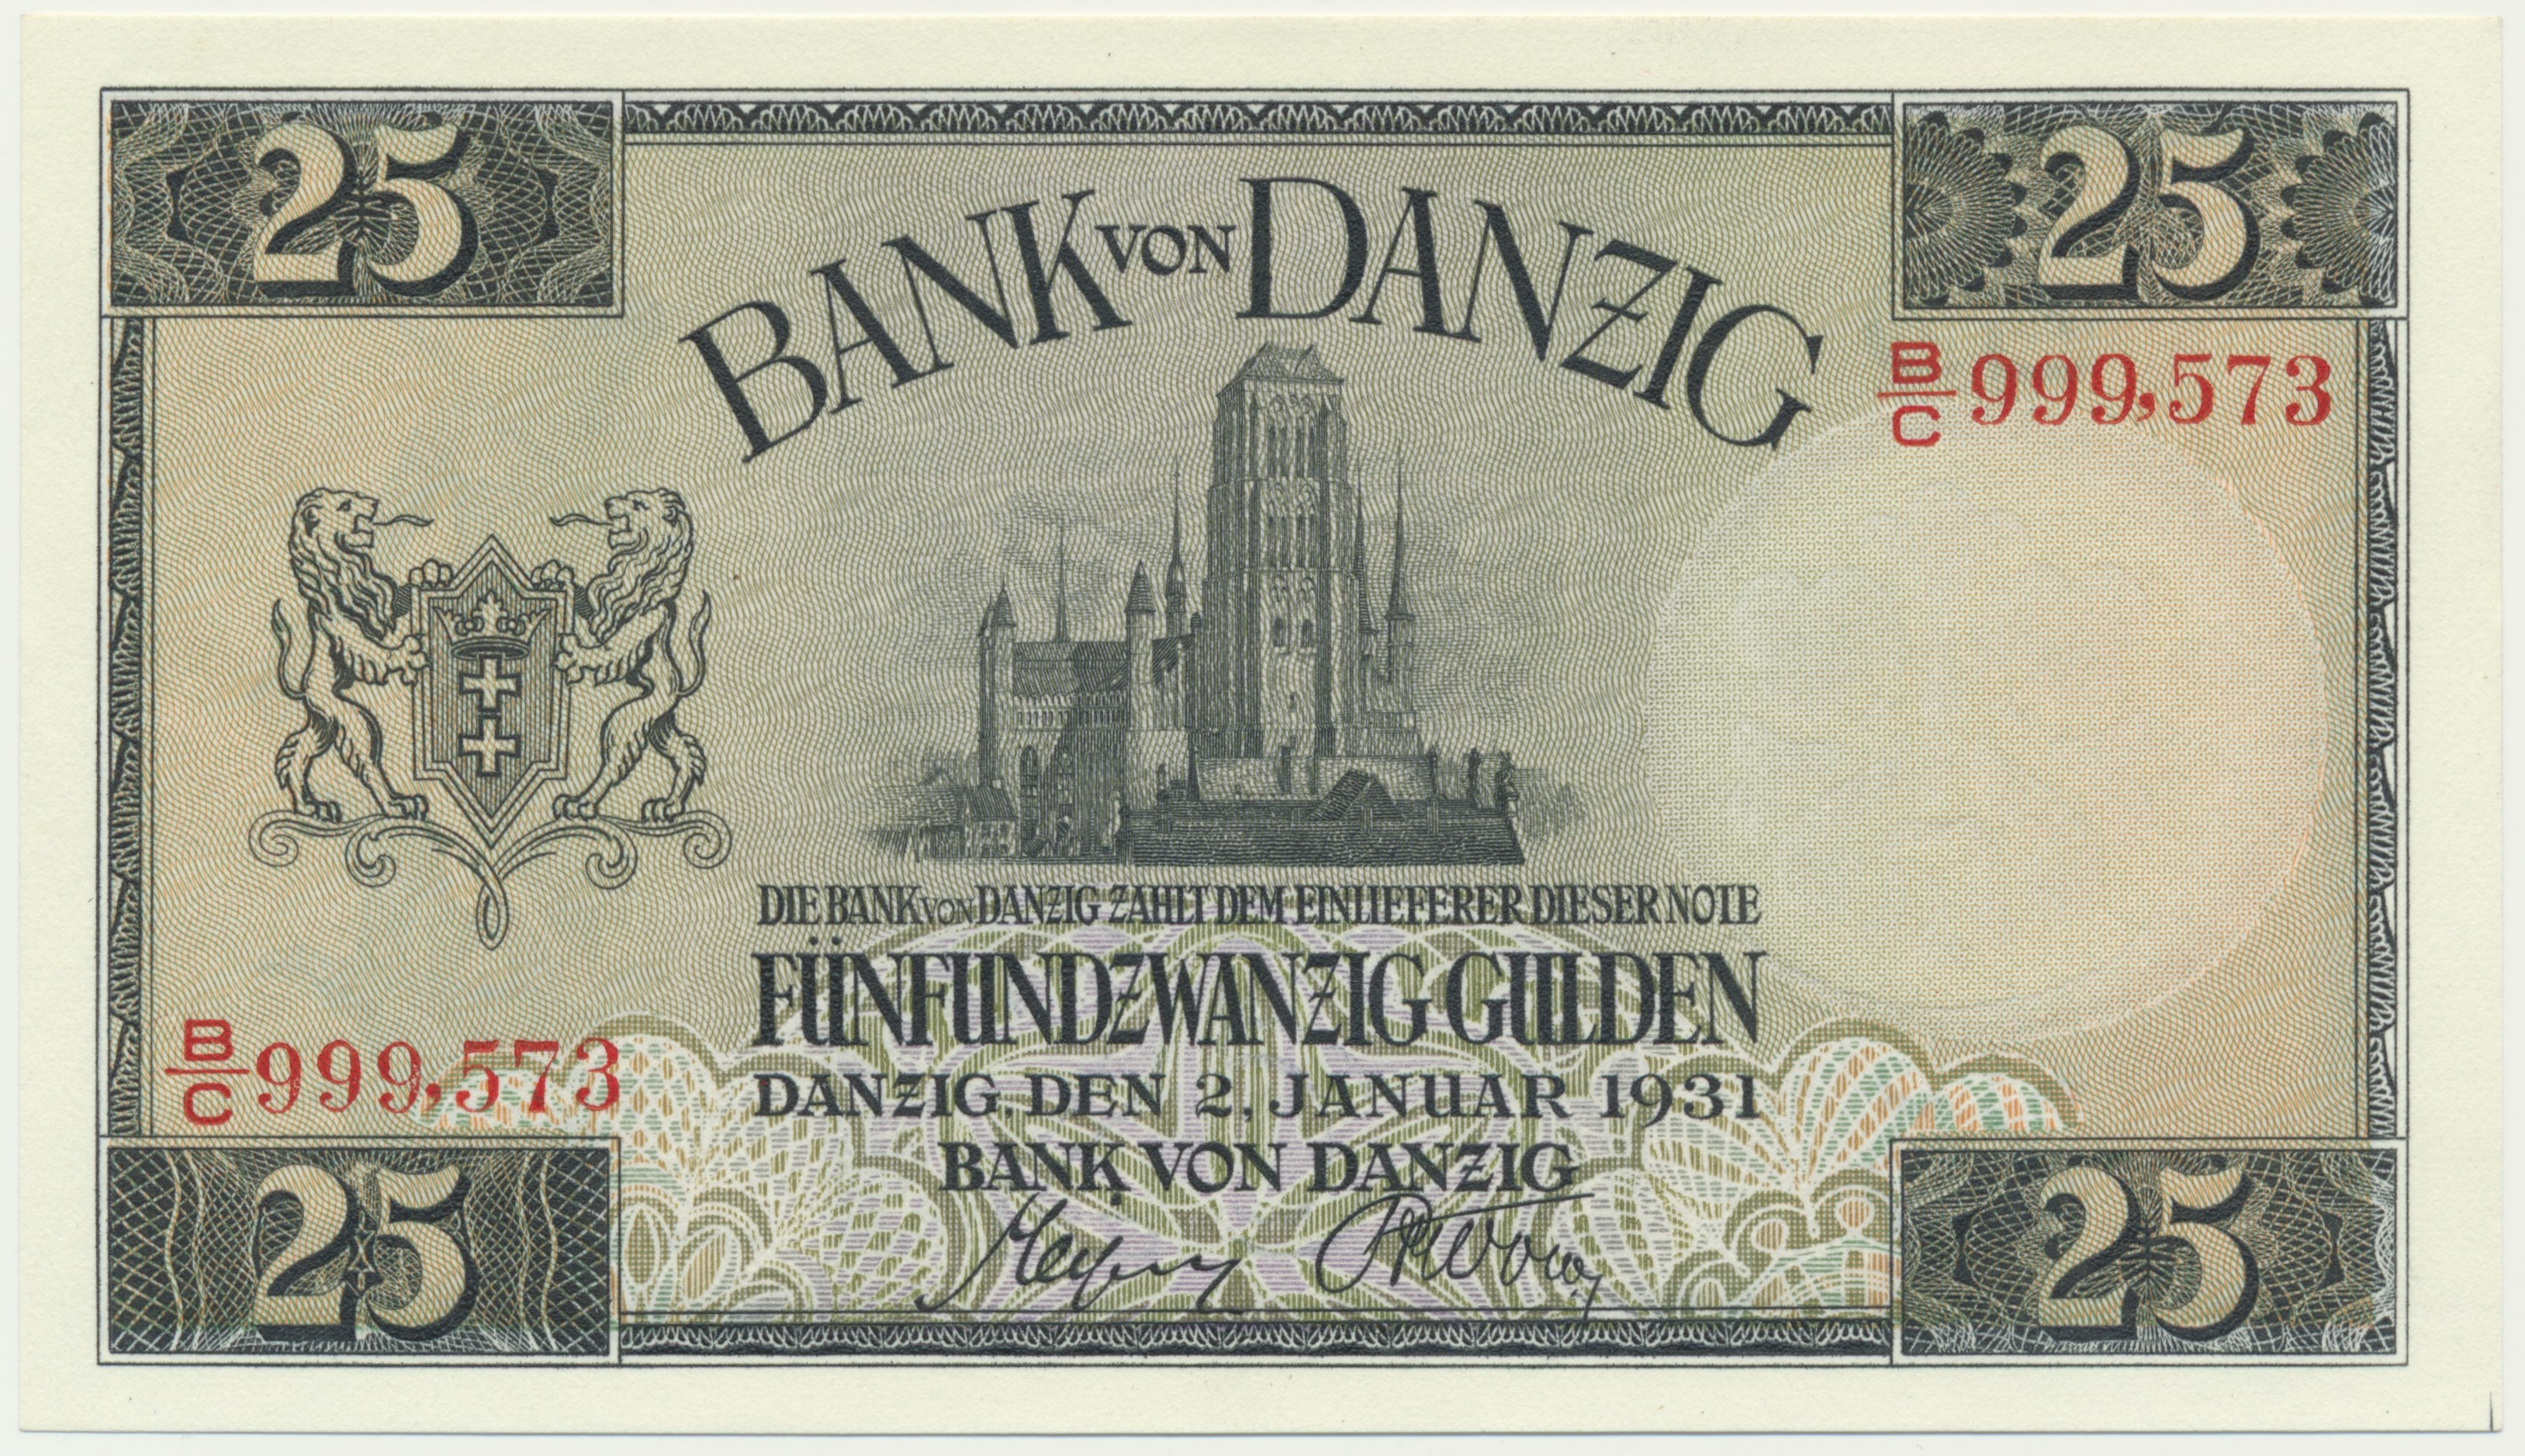 25
25
BANK VON DANZIG
B/C 999,573
DIE BANK VON DANZIG ZAHLT DEM EINLIEFERER DIESER NOTE
FÜNFUNDZWANZIG GULDEN
B/C 999,573
DANZIG, DEN 2. JANUAR 1931
BANK VON DANZIG
25
25